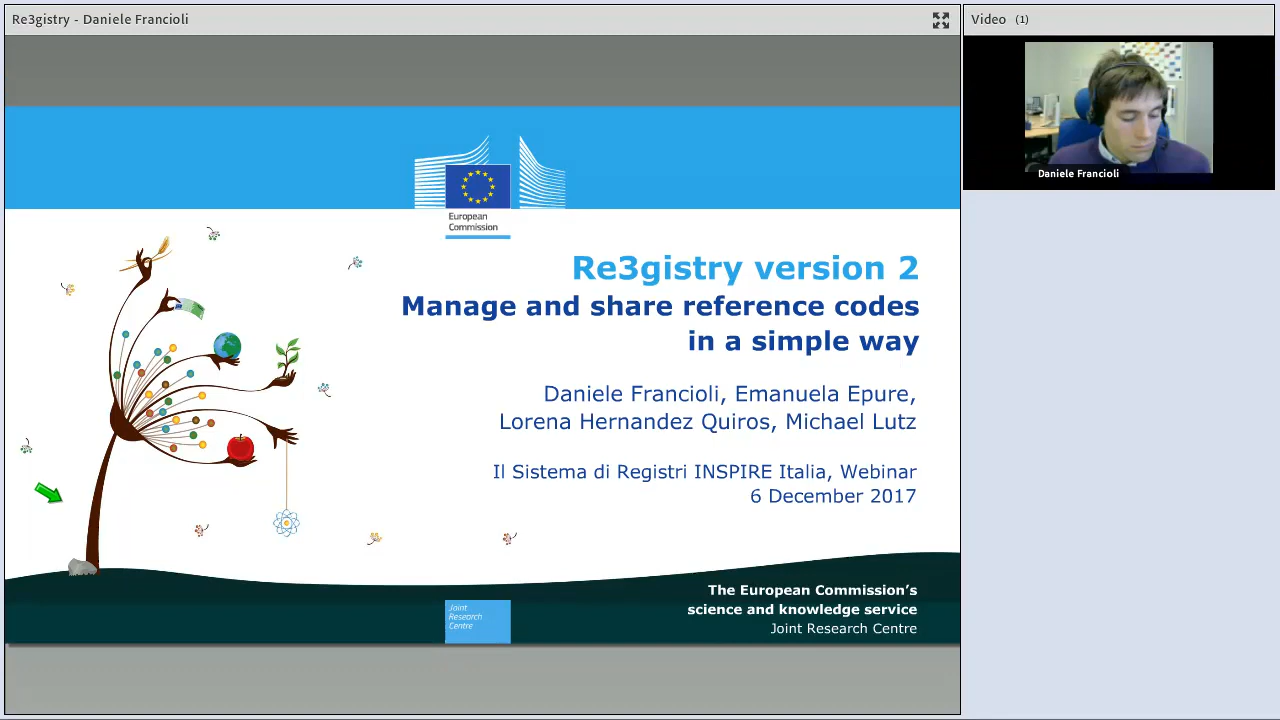 Re3gistry - Daniele Francioli
Video (1)
Daniele Francioli
European
Commission
Re3gistry version 2
Manage and share reference codes
in a simple way
Daniele Francioli, Emanuela Epure,
Lorena Hernandez Quiros, Michael Lutz
Il Sistema di Registri INSPIRE Italia, Webinar
6 December 2017
The European Commission's
science and knowledge service
Joint Research Centre
Joint
Research
Centre